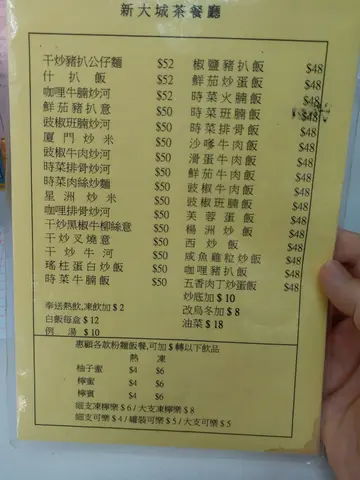 新大城茶餐廳
干炒豬扒公仔麵 $52
什扒飯 $52
咖喱牛腩炒河 $52
鮮茄豬扒意 $50
豉椒班腩炒河 $50
廈門炒米 $50
豉椒牛肉炒河 $50
時菜排骨炒河 $50
時菜肉絲炒麵 $50
星洲炒米 $50
咖喱排骨炒河 $50
干炒黑椒牛柳絲意 $50
干炒叉燒意 $50
干炒牛河 $50
瑤柱蛋白炒飯 $50
時菜牛腩飯 $50
奉送熱飲,凍飲加 $ 2
白飯每盒 $ 12
例湯 $ 10
椒鹽豬扒飯 $48
鮮茄炒蛋飯 $48
時菜火腩飯 $48
時菜班腩飯 $48
時菜排骨飯 $48
沙嗲牛肉飯 $48
滑蛋牛肉飯 $48
鮮茄牛肉飯 $48
豉椒牛肉飯 $48
豉椒班腩飯 $48
芙蓉蛋飯 $48
楊洲炒飯 $48
西炒飯 $48
咸魚雞粒炒飯 $48
咖喱豬扒飯 $48
五香肉丁炒蛋飯 $48
炒底加 $ 10
改烏冬加 $ 8
油菜 $ 18
惠顧各款粉麵飯餐,可加 $ 轉以下飲品
熱 凍
柚子蜜 $4 $6
檸蜜 $4 $6
檸賓 $4 $6
細支凍檸樂 $ 6 / 大支凍檸樂 $ 8
細支可樂 $ 4 / 罐裝可樂 $ 5 / 大可樂 $ 5